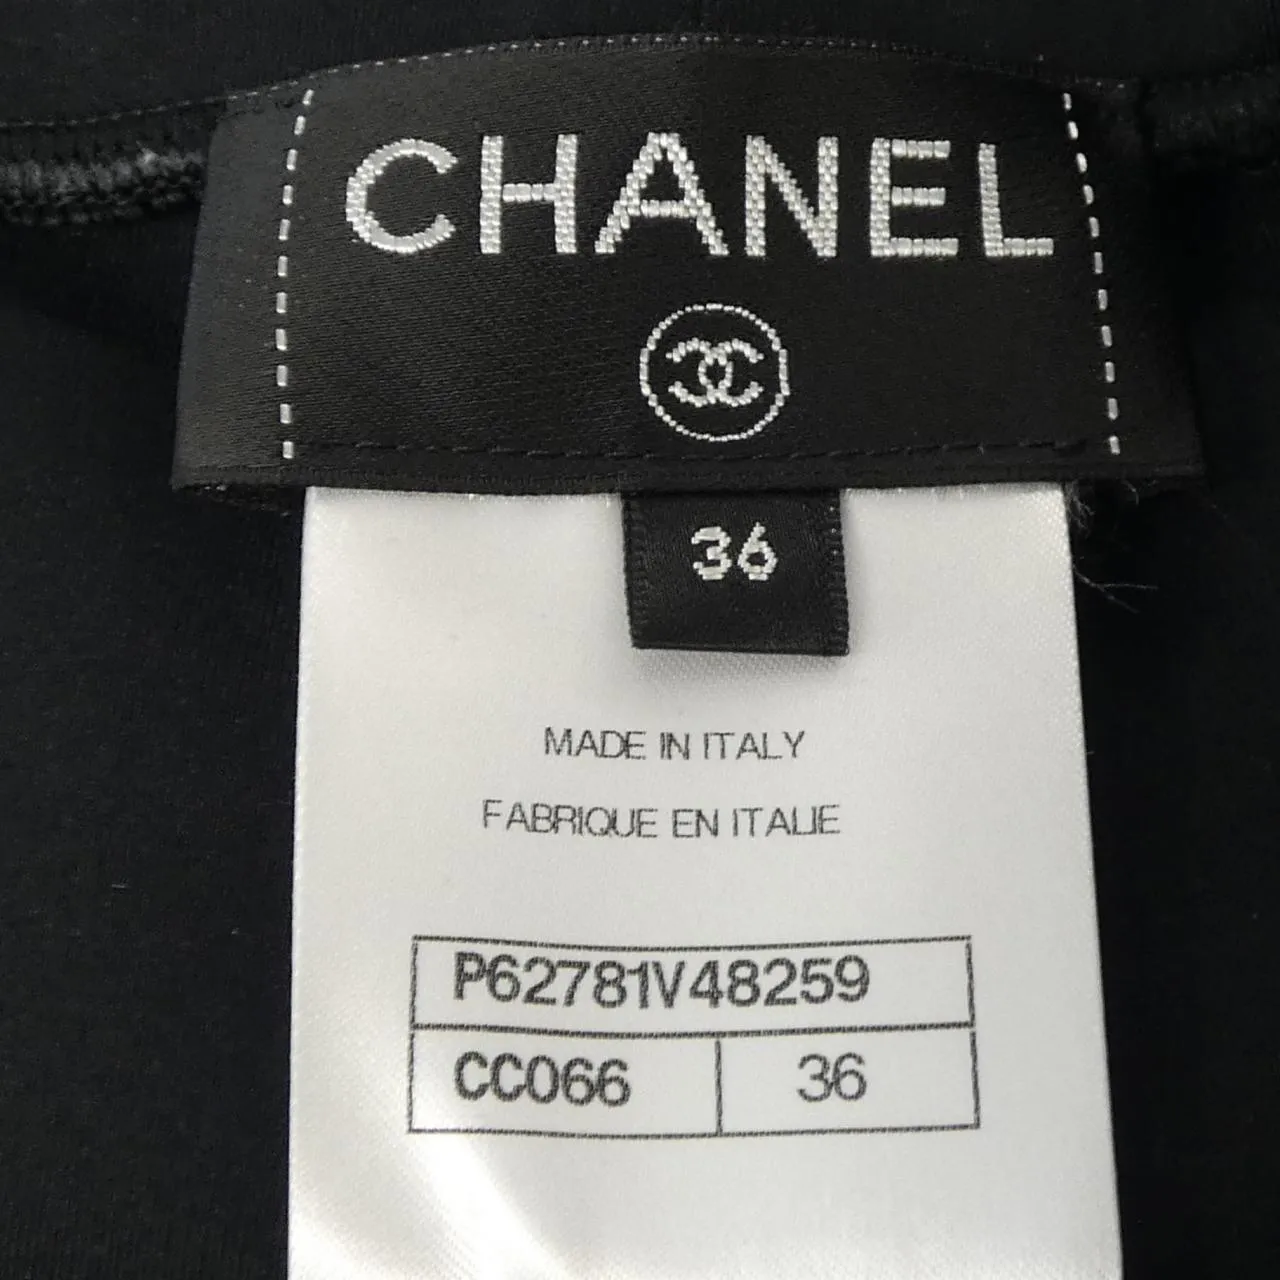 CHANEL
36
MADE IN ITALY
FABRIQUE EN ITALIE
P62781V48259
CC066 36